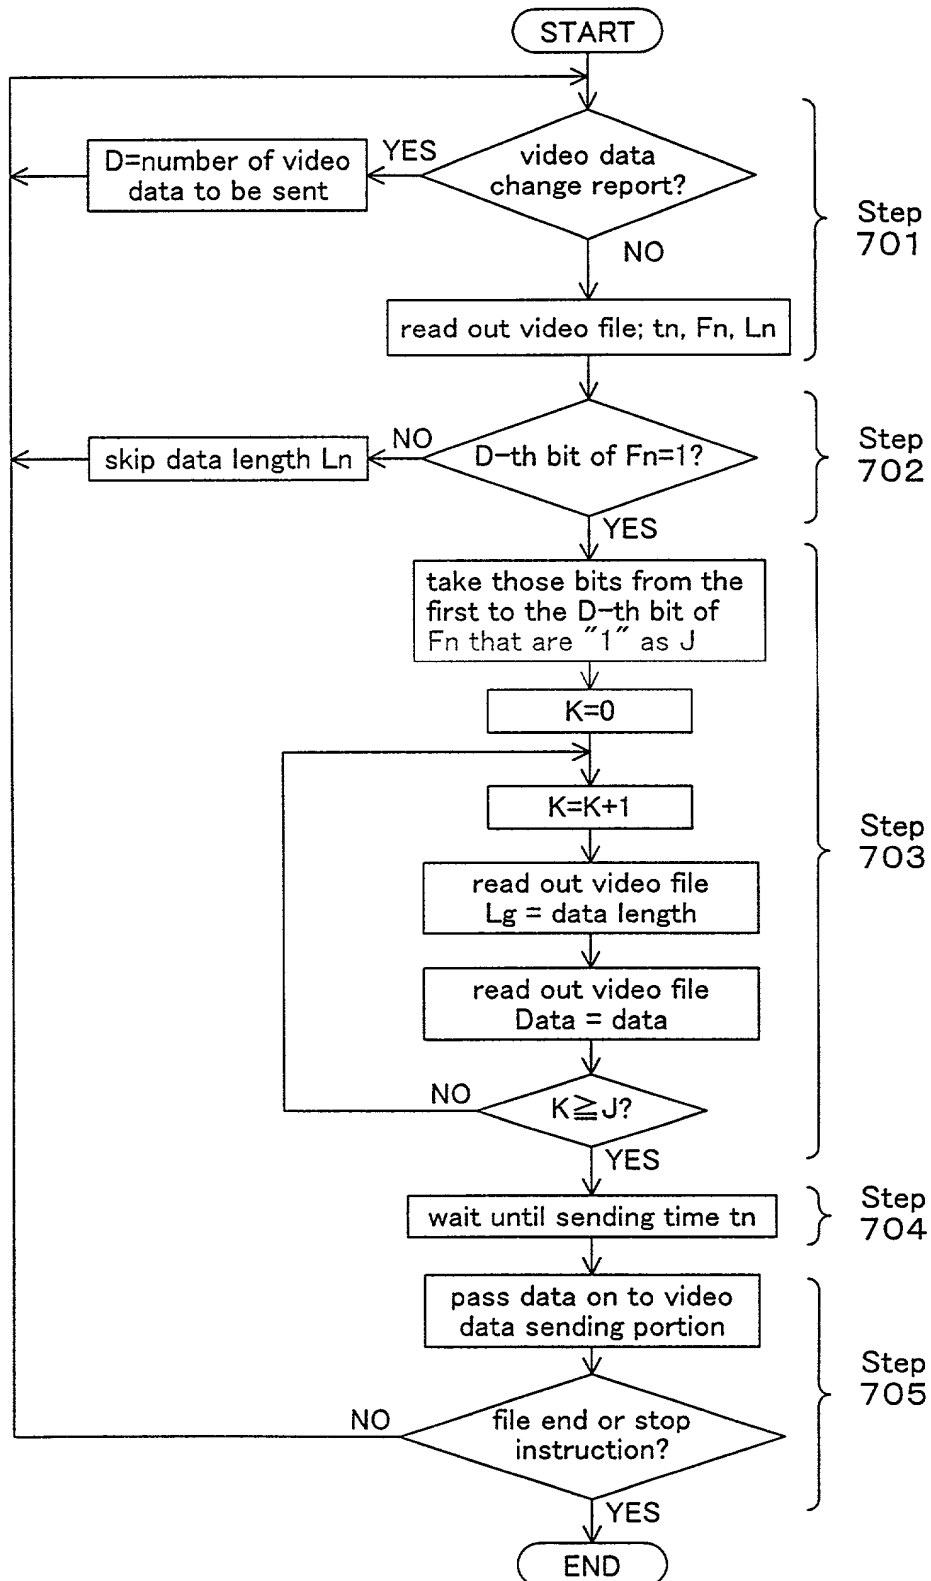 START
YES
D=number of video
data to be sent
video data
change report?
Step
701
NO
read out video file; tn, Fn, Ln
NO
skip data length Ln
D-th bit of Fn=1?
Step
702
YES
take those bits from the
first to the D-th bit of
Fn that are "1" as J
K=0
K=K+1
Step
703
read out video file
Lg = data length
read out video file
Data = data
NO
K≧J?
YES
wait until sending time tn
Step
704
pass data on to video
data sending portion
Step
705
NO
file end or stop
instruction?
YES
END